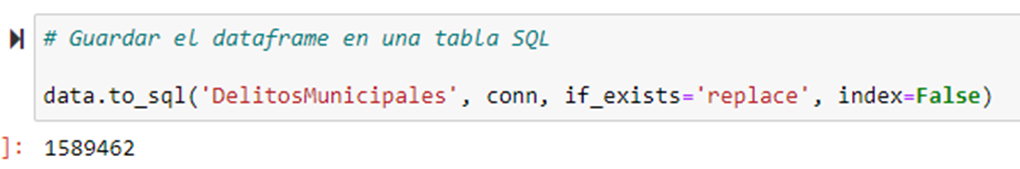 # Guardar el dataframe en una tabla SQL
data.to_sql('DelitosMunicipales', conn, if_exists='replace', index=False)
]: 1589462